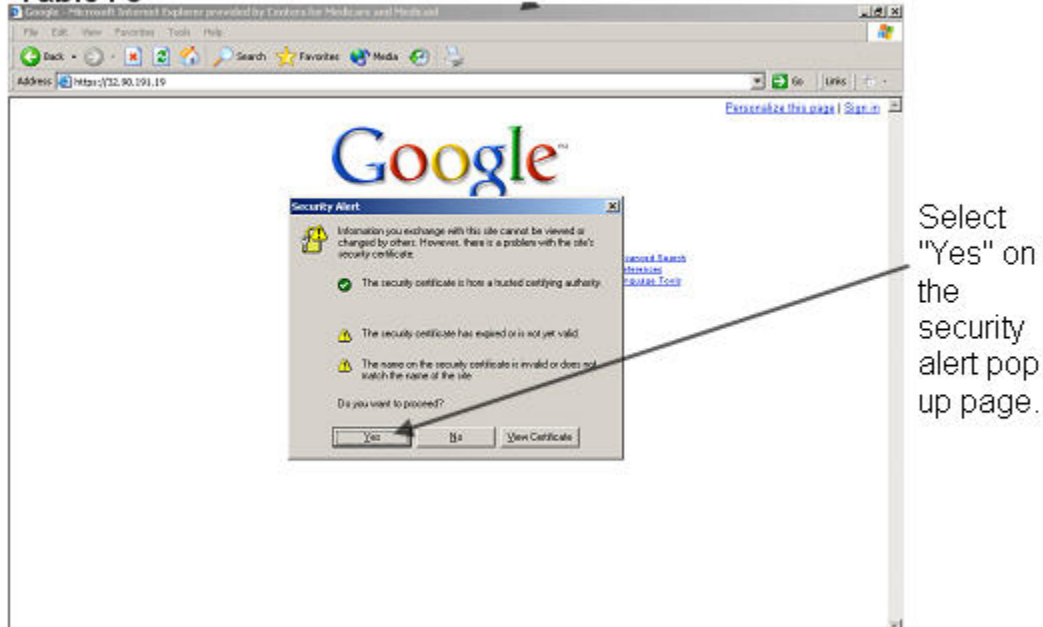 Google - Microsoft Internet Explorer provided by Centers for Medicare and Medicaid
File Edit View Favorites Tools Help
Back Search Favorites Media
Address https://32.90.191.19 Go Links
Personalize this page | Sign in
Google™
Security Alert
Information you exchange with this site cannot be viewed or
changed by others. However, there is a problem with the site's
security certificate.
The security certificate is from a trusted certifying authority.
The security certificate has expired or is not yet valid.
The name on the security certificate is invalid or does not
match the name of the site
Do you want to proceed?
Yes No View Certificate
Search
Tools
Select
"Yes" on
the
security
alert pop
up page.